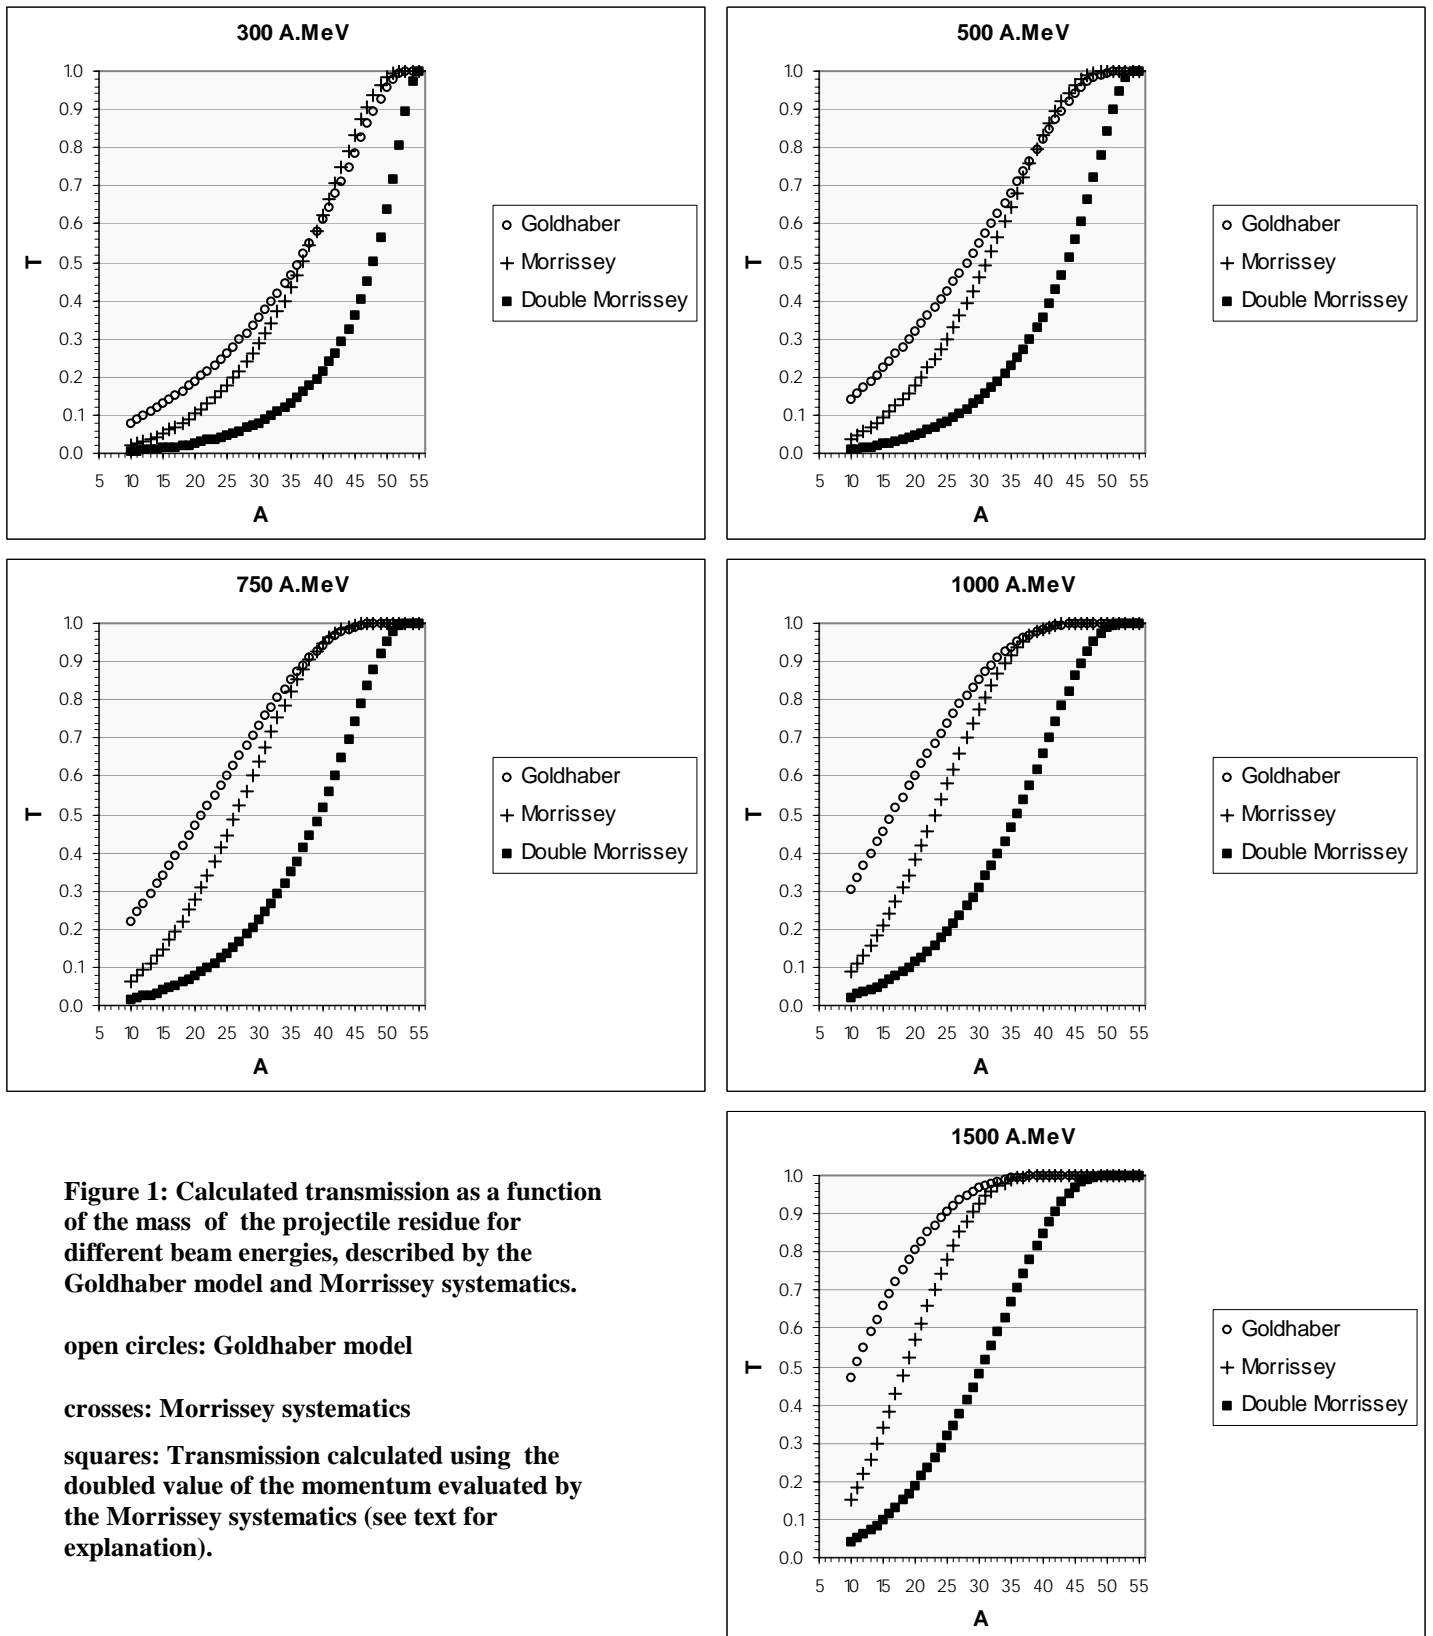 300 A.MeV
1.0
0.9
0.8
0.7
0.6
0.5
0.4
0.3
0.2
0.1
0.0
T
5 10 15 20 25 30 35 40 45 50 55
A
Goldhaber
Morrissey
Double Morrissey
500 A.MeV
1.0
0.9
0.8
0.7
0.6
0.5
0.4
0.3
0.2
0.1
0.0
T
5 10 15 20 25 30 35 40 45 50 55
A
Goldhaber
Morrissey
Double Morrissey
750 A.MeV
1.0
0.9
0.8
0.7
0.6
0.5
0.4
0.3
0.2
0.1
0.0
T
5 10 15 20 25 30 35 40 45 50 55
A
Goldhaber
Morrissey
Double Morrissey
1000 A.MeV
1.0
0.9
0.8
0.7
0.6
0.5
0.4
0.3
0.2
0.1
0.0
T
5 10 15 20 25 30 35 40 45 50 55
A
Goldhaber
Morrissey
Double Morrissey
Figure 1: Calculated transmission as a function
of the mass of the projectile residue for
different beam energies, described by the
Goldhaber model and Morrissey systematics.
open circles: Goldhaber model
crosses: Morrissey systematics
squares: Transmission calculated using the
doubled value of the momentum evaluated by
the Morrissey systematics (see text for
explanation).
1500 A.MeV
1.0
0.9
0.8
0.7
0.6
0.5
0.4
0.3
0.2
0.1
0.0
T
5 10 15 20 25 30 35 40 45 50 55
A
Goldhaber
Morrissey
Double Morrissey